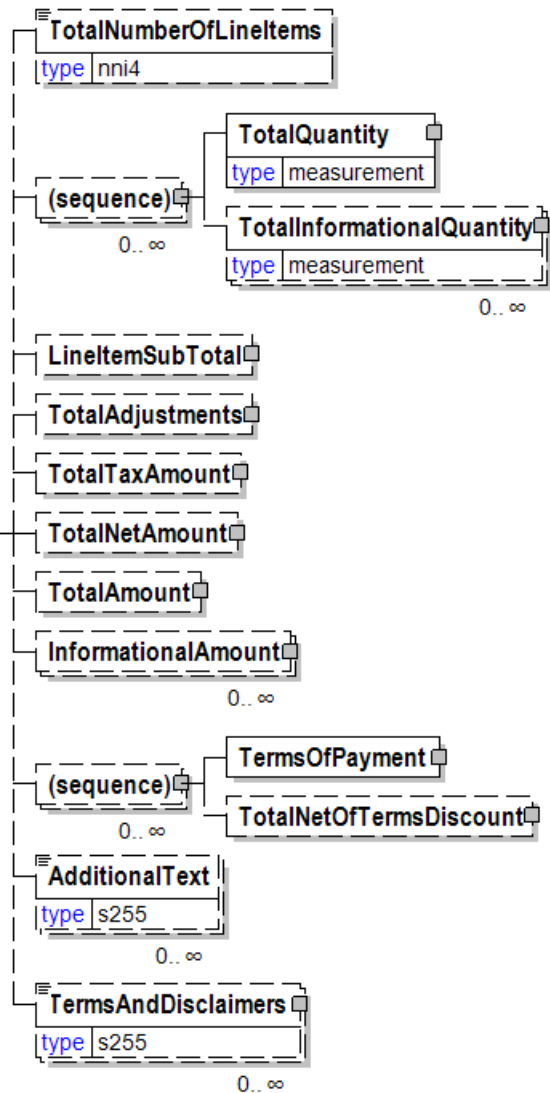 TotalNumberOfLineItems
type nni4
TotalQuantity
type measurement
(sequence)
0.. ∞
TotalInformationalQuantity
type measurement
0.. ∞
LineItemSubTotal
TotalAdjustments
TotalTaxAmount
TotalNetAmount
TotalAmount
InformationalAmount
0.. ∞
TermsOfPayment
(sequence)
0.. ∞
TotalNetOfTermsDiscount
AdditionalText
type s255
0.. ∞
TermsAndDisclaimers
type s255
0.. ∞